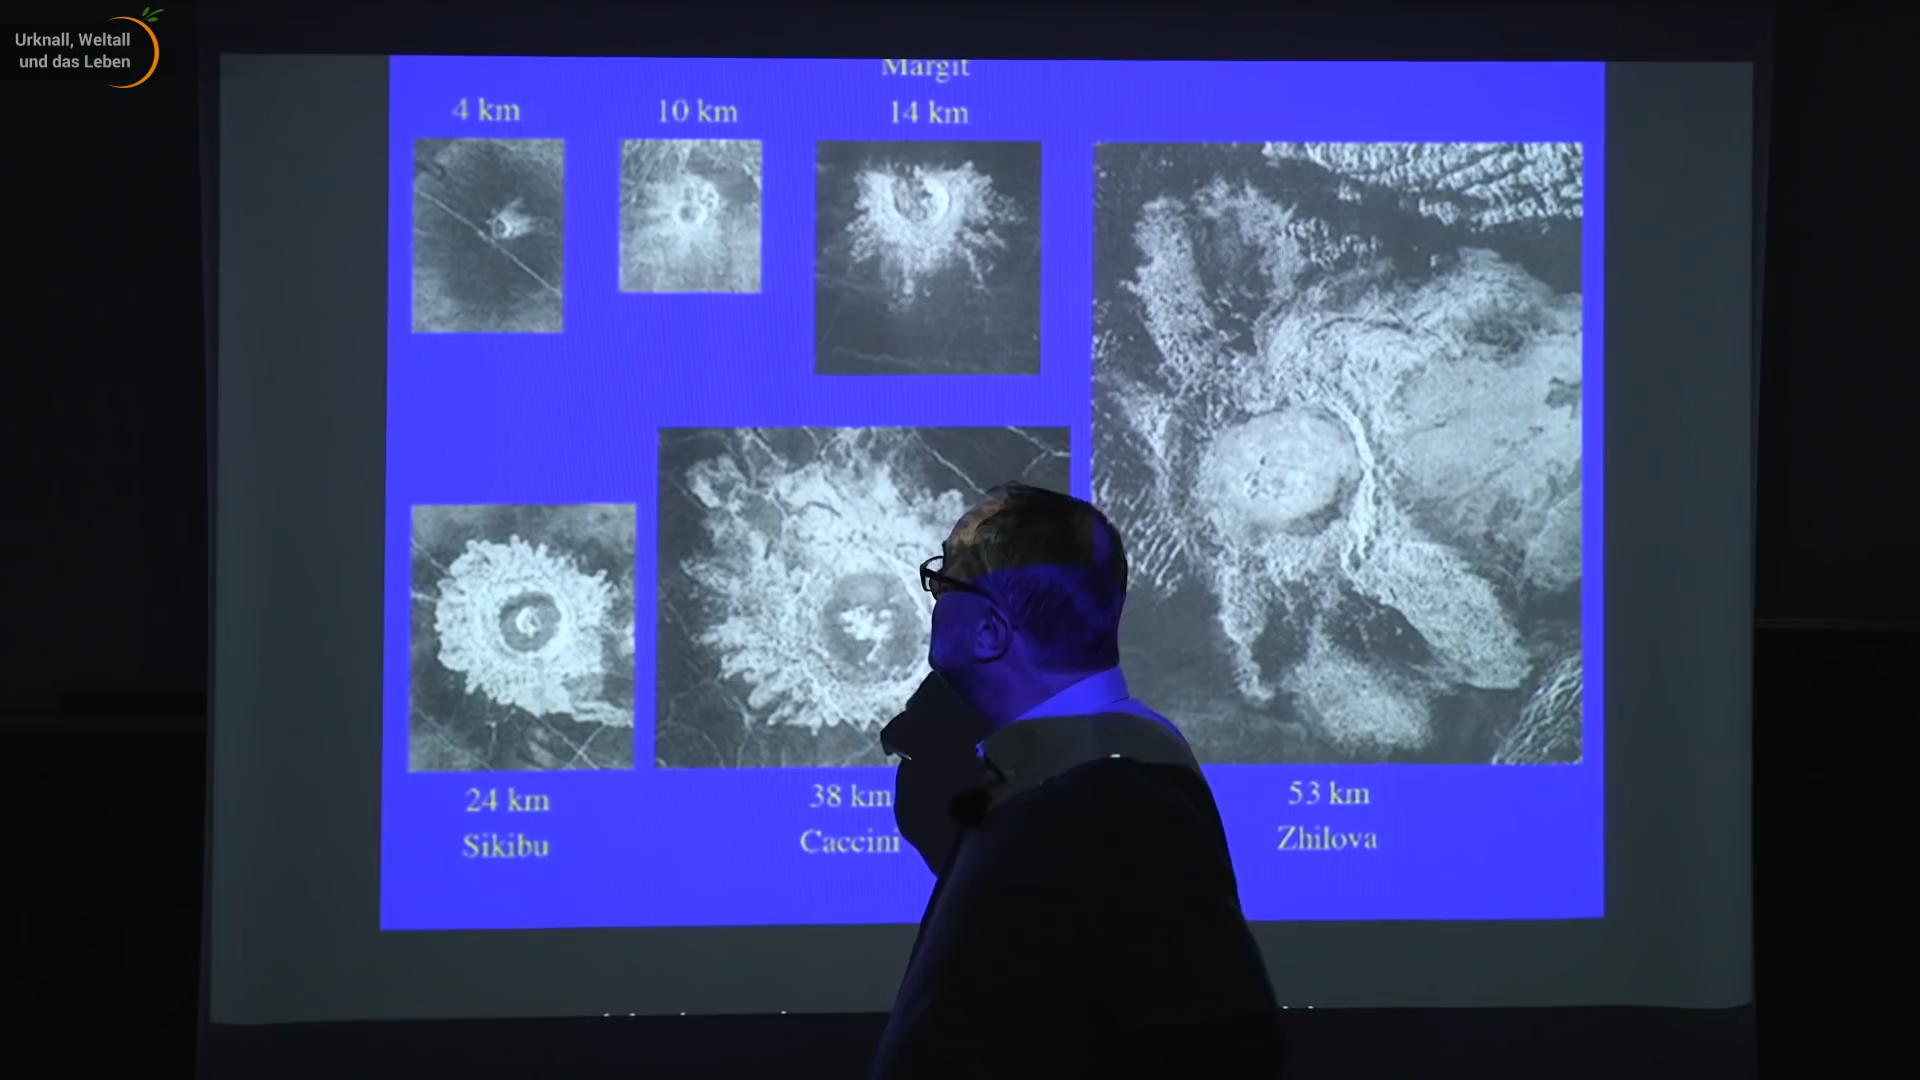 Urknall, Weltall
und das Leben
Margit
4 km
10 km
14 km
24 km
Sikibu
38 km
Caccini
53 km
Zhilova